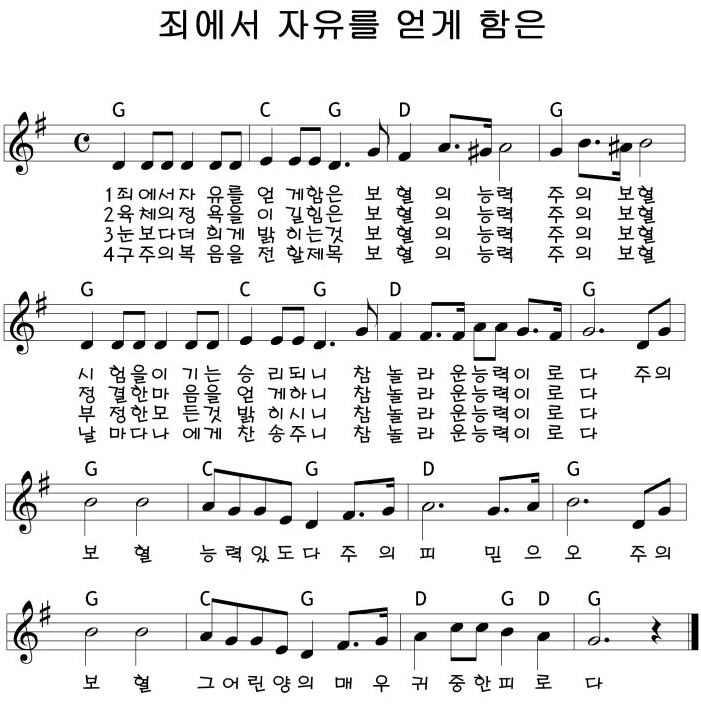 죄에서 자유를 얻게 함은
G C G D G
1죄에서자 유를 얻 게함은 보 혈 의 능력 주 의 보혈
2육체의정 욕을 이 길힘은 보 혈 의 능력 주 의 보혈
3눈보다더 희게 밝 히는것 보 혈 의 능력 주 의 보혈
4구주의복 음을 전 할제목 보 혈 의 능력 주 의 보혈
G C G D G
시 험을이 기는 승 리되니 참 놀 라 운능력이 로 다 주의
정 결한마 음을 얻 게하니 참 놀 라 운능력이 로 다
부 정한모 든것 밝 히시니 참 놀 라 운능력이 로 다
날 마다나 에게 찬 송주니 참 놀 라 운능력이 로 다
G C G D G
보 혈 능력있도다 주 의 피 믿 으 오 주의
G C G D G D G
보 혈 그어린양의 매 우 귀 중한피로 다